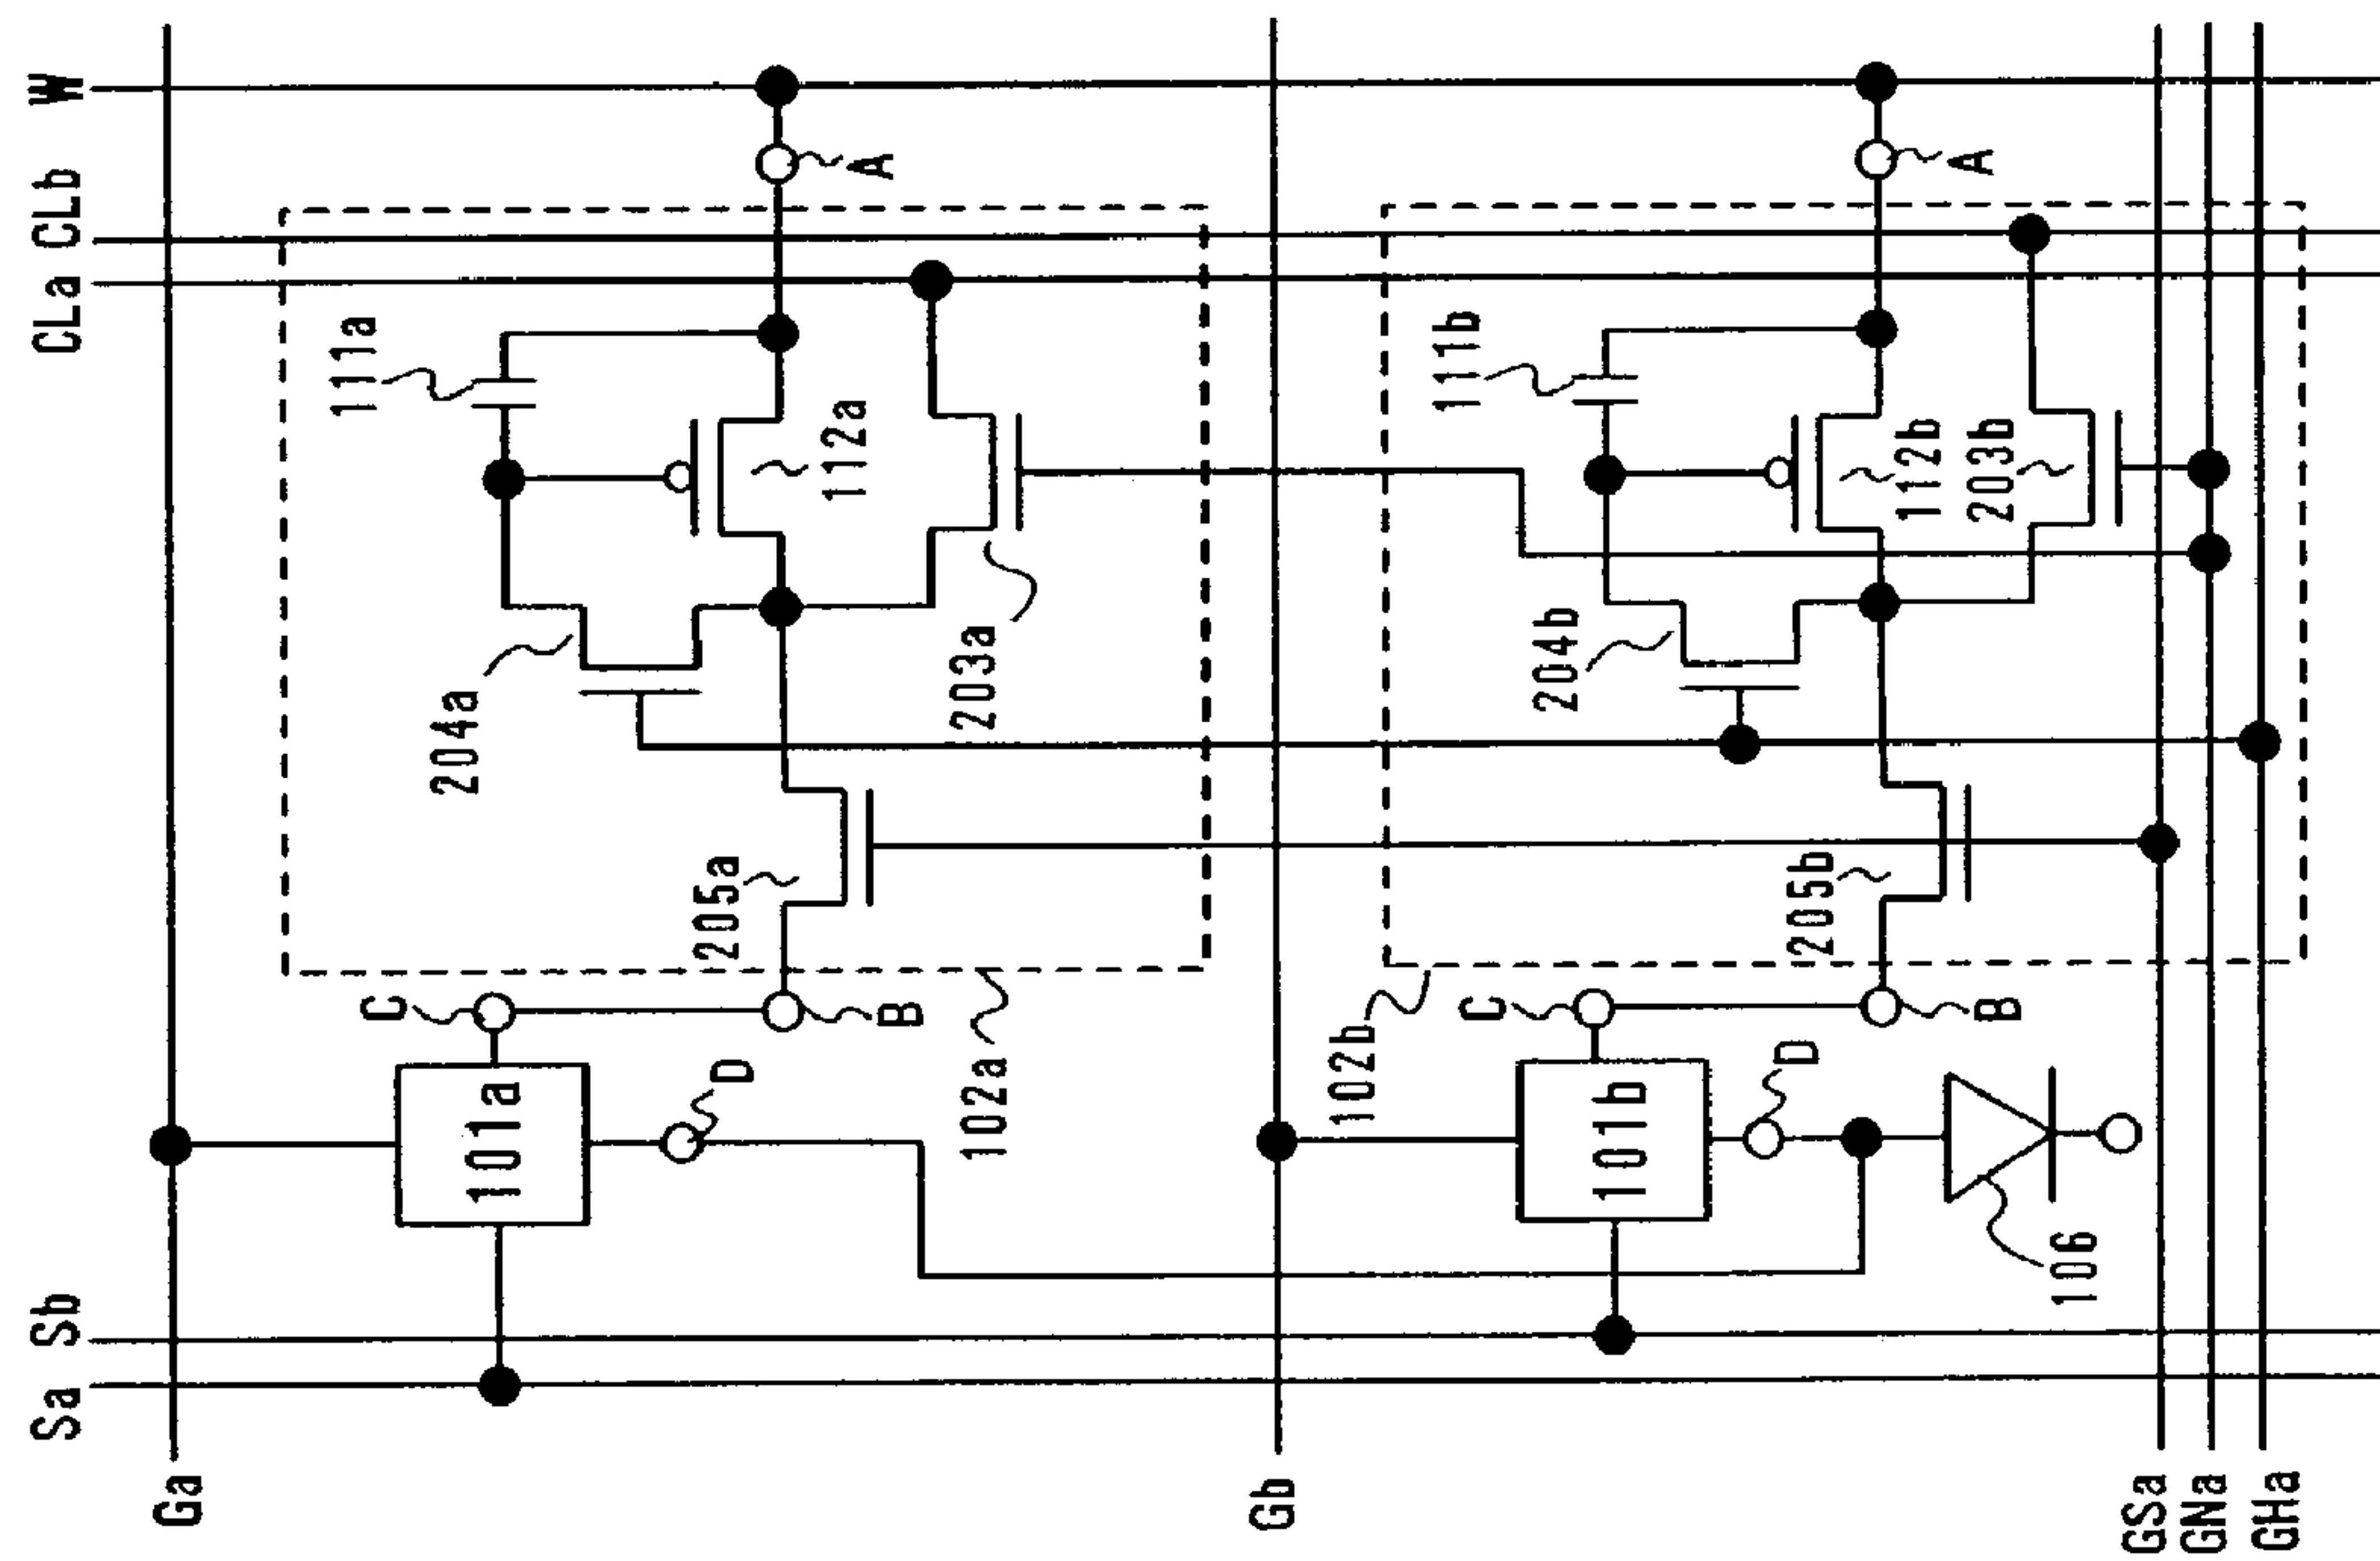 Sa Sb CLa CLb W
Ga
111a
C
204a
101a
205a
D
112a
A
B
203a
102a
Gb
102b
111b
C
204b
101b
D
205b
112b
A
203b
B
106
GSa
GNa
GHa